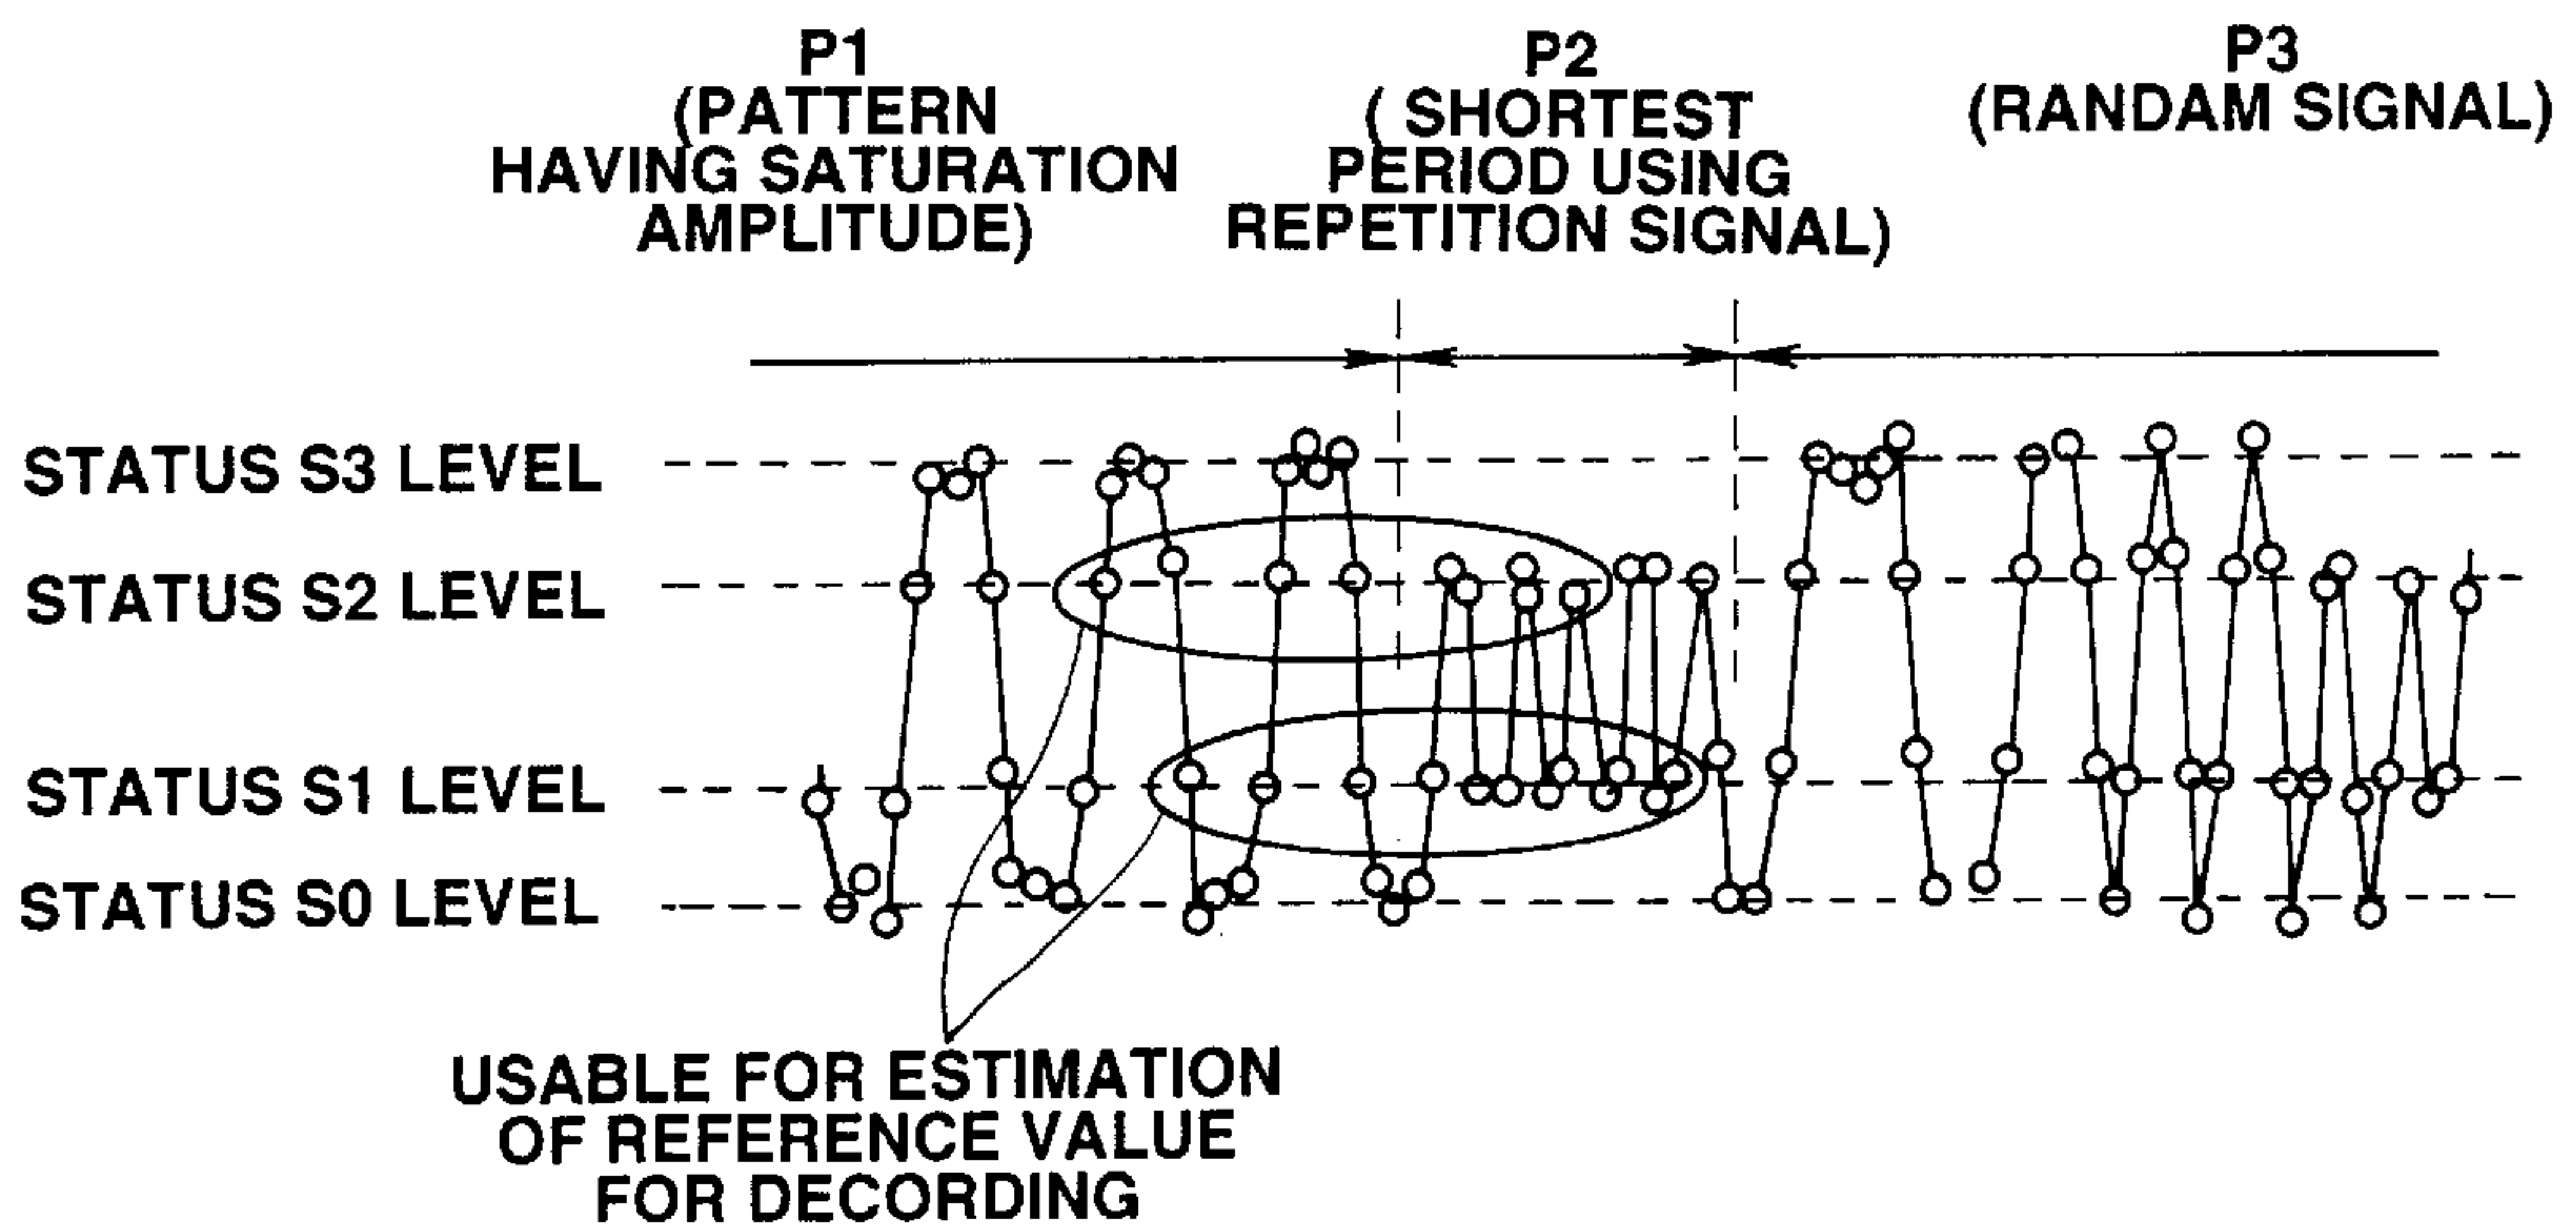 P1
(PATTERN
HAVING SATURATION
AMPLITUDE)
P2
( SHORTEST
PERIOD USING
REPETITION SIGNAL)
P3
(RANDAM SIGNAL)
STATUS S3 LEVEL
STATUS S2 LEVEL
STATUS S1 LEVEL
STATUS S0 LEVEL
USABLE FOR ESTIMATION
OF REFERENCE VALUE
FOR DECORDING